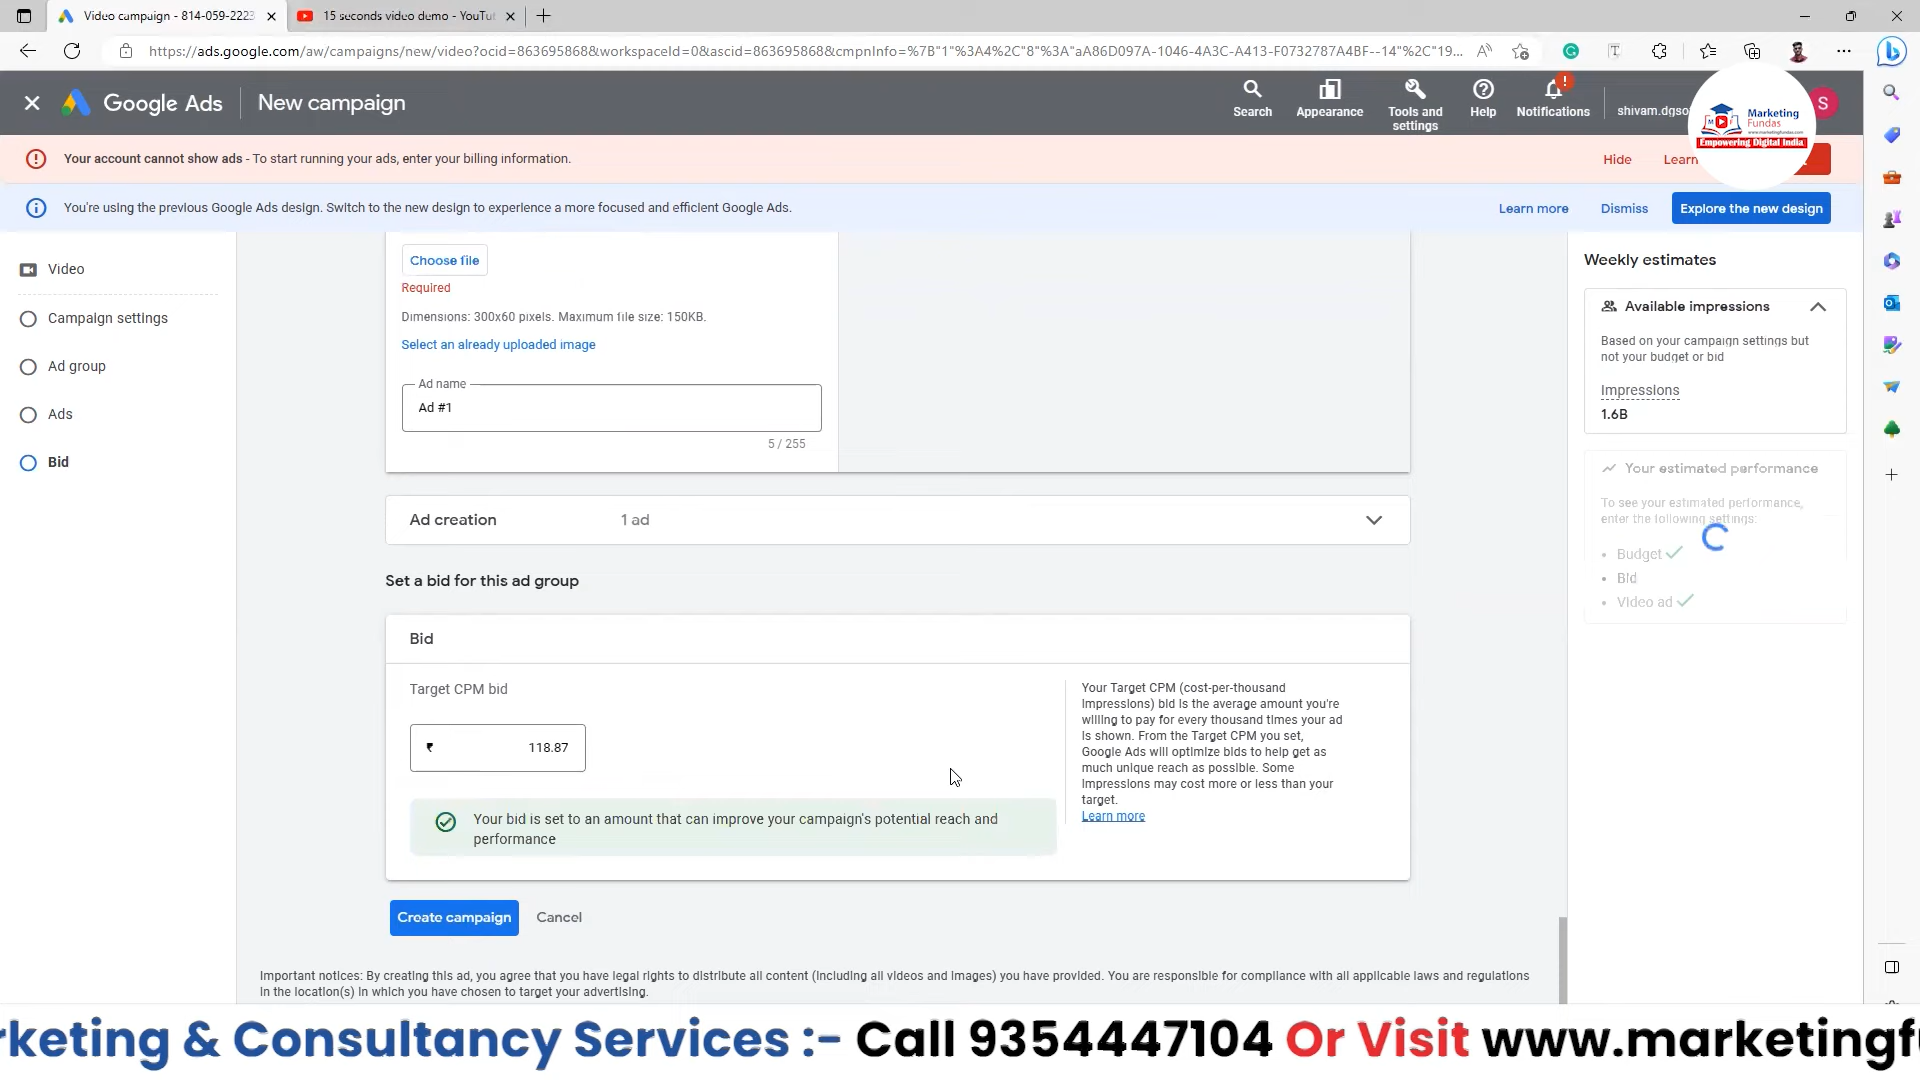 Video campaign - 814-059-2223
15 seconds video demo - YouTu
https://ads.google.com/aw/campaigns/new/video?ocid=863695868&workspaceId=0&ascid=863695868&cmpnInfo=%7B"1"%3A4%2C"8"%3A"aA86D097A-1046-4A3C-A413-F0732787A4BF--14"%2C"19...
Google Ads
New campaign
Search
Appearance
Tools and
settings
Help
Notifications
shivam.dgso
S
Marketing
Fundas
www.marketingfundas.com
Empowering Digital India
Your account cannot show ads - To start running your ads, enter your billing information.
Hide
Learn
You're using the previous Google Ads design. Switch to the new design to experience a more focused and efficient Google Ads.
Learn more
Dismiss
Explore the new design
Video
Campaign settings
Ad group
Ads
Bid
Choose file
Required
Dimensions: 300x60 pixels. Maximum file size: 150KB.
Select an already uploaded image
Ad name
Ad #1
5 / 255
Ad creation
1 ad
Set a bid for this ad group
Bid
Target CPM bid
₹ 118.87
Your bid is set to an amount that can improve your campaign's potential reach and
performance
Your Target CPM (cost-per-thousand
impressions) bid is the average amount you're
willing to pay for every thousand times your ad
is shown. From the Target CPM you set,
Google Ads will optimize bids to help get as
much unique reach as possible. Some
impressions may cost more or less than your
target.
Learn more
Create campaign
Cancel
Important notices: By creating this ad, you agree that you have legal rights to distribute all content (including all videos and images) you have provided. You are responsible for compliance with all applicable laws and regulations
in the location(s) in which you have chosen to target your advertising.
Weekly estimates
Available impressions
Based on your campaign settings but
not your budget or bid
Impressions
1.6B
Your estimated performance
To see your estimated performance,
enter the following settings:
• Budget
• Bid
• Video ad
rketing & Consultancy Services :- Call 9354447104 Or Visit www.marketingfu